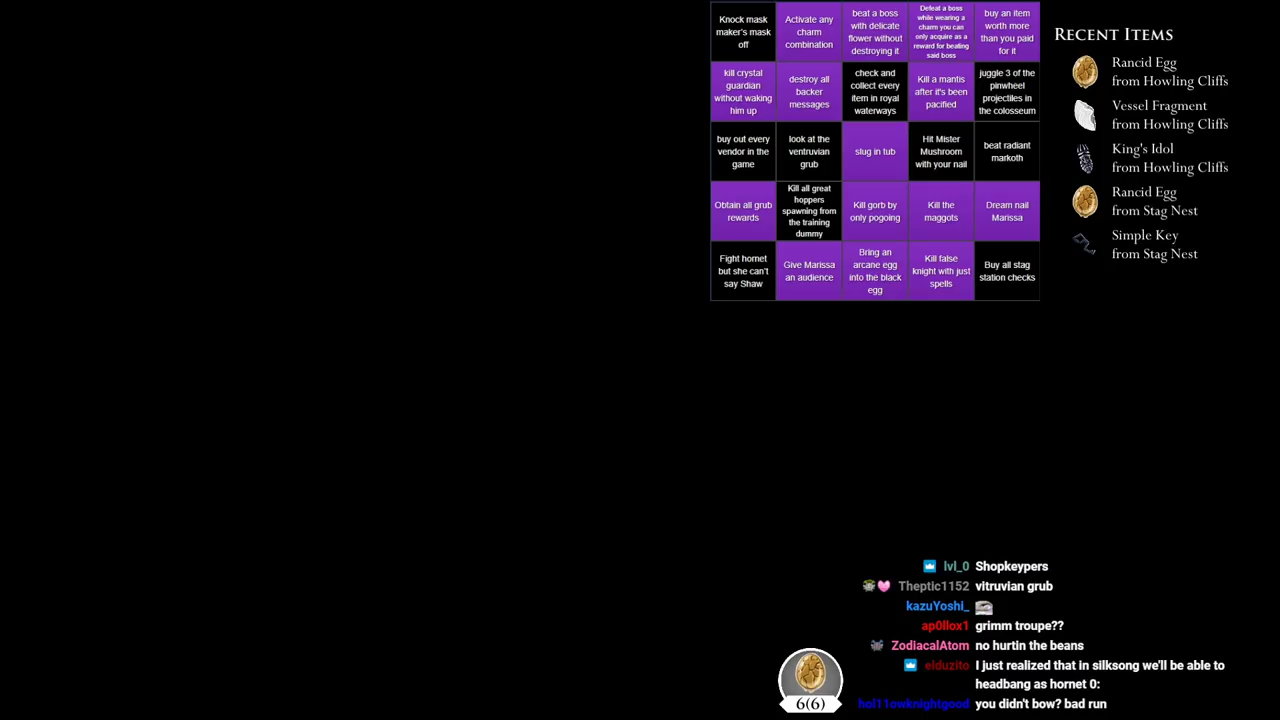 Knock mask
maker's mask
off
Activate any
charm
combination
beat a boss
with delicate
flower without
destroying it
Defeat a boss
while wearing a
charm you can
only acquire as a
reward for beating
said boss
buy an item
worth more
than you paid
for it
kill crystal
guardian
without waking
him up
destroy all
backer
messages
check and
collect every
item in royal
waterways
Kill a mantis
after it's been
pacified
juggle 3 of the
pinwheel
projectiles in
the colosseum
buy out every
vendor in the
game
look at the
ventruvian
grub
slug in tub
Hit Mister
Mushroom
with your nail
beat radiant
markoth
Obtain all grub
rewards
Kill all great
hoppers
spawning from
the training
dummy
Kill gorb by
only pogoing
Kill the
maggots
Dream nail
Marissa
Fight hornet
but she can't
say Shaw
Give Marissa
an audience
Bring an
arcane egg
into the black
egg
Kill false
knight with just
spells
Buy all stag
station checks
RECENT ITEMS
Rancid Egg
from Howling Cliffs
Vessel Fragment
from Howling Cliffs
King's Idol
from Howling Cliffs
Rancid Egg
from Stag Nest
Simple Key
from Stag Nest
lvl_0 Shopkeypers
Theptic1152 vitruvian grub
kazuYoshi_
ap0llox1 grimm troupe??
ZodiacalAtom no hurtin the beans
elduzito I just realized that in silksong we'll be able to
headbang as hornet 0:
hol11owknightgood you didn't bow? bad run
6(6)